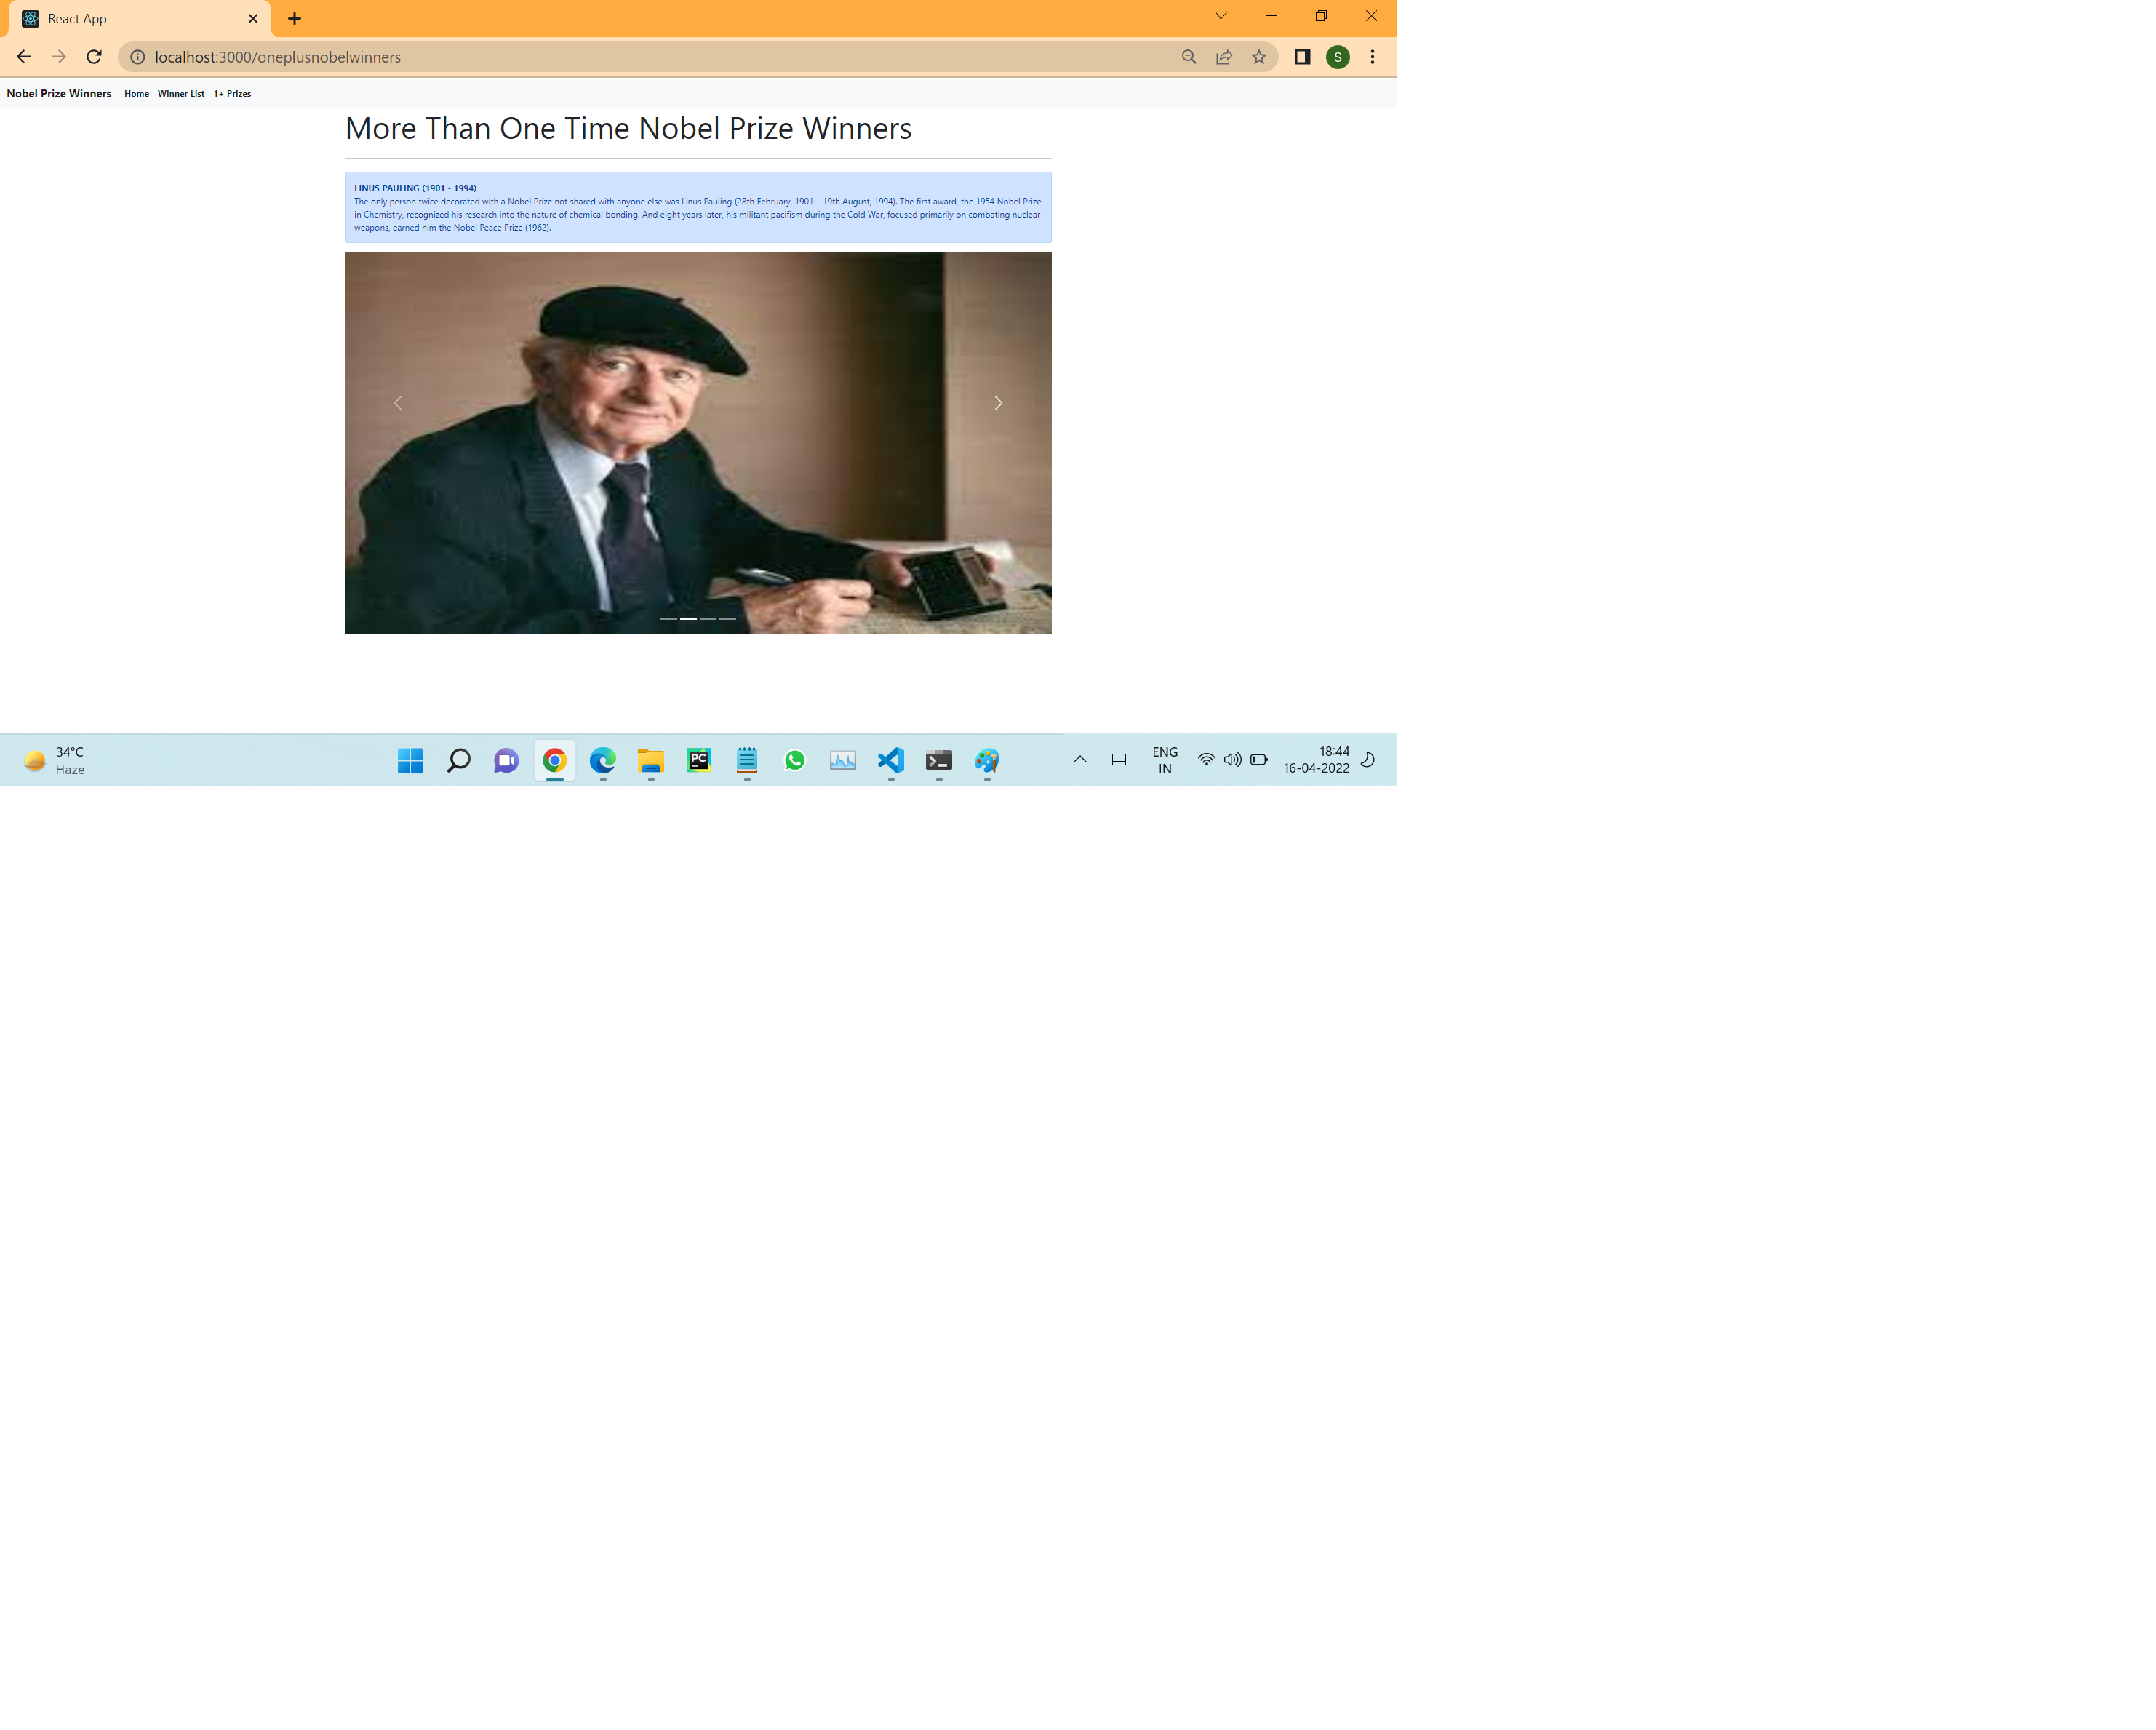 React App
localhost:3000/oneplusnobelwinners
S
Nobel Prize Winners Home Winner List 1+ Prizes
More Than One Time Nobel Prize Winners
LINUS PAULING (1901 - 1994)
The only person twice decorated with a Nobel Prize not shared with anyone else was Linus Pauling (28th February, 1901 – 19th August, 1994). The first award, the 1954 Nobel Prize
in Chemistry, recognized his research into the nature of chemical bonding. And eight years later, his militant pacifism during the Cold War, focused primarily on combating nuclear
weapons, earned him the Nobel Peace Prize (1962).
34°C
Haze
PC
ENG
IN
18:44
16-04-2022